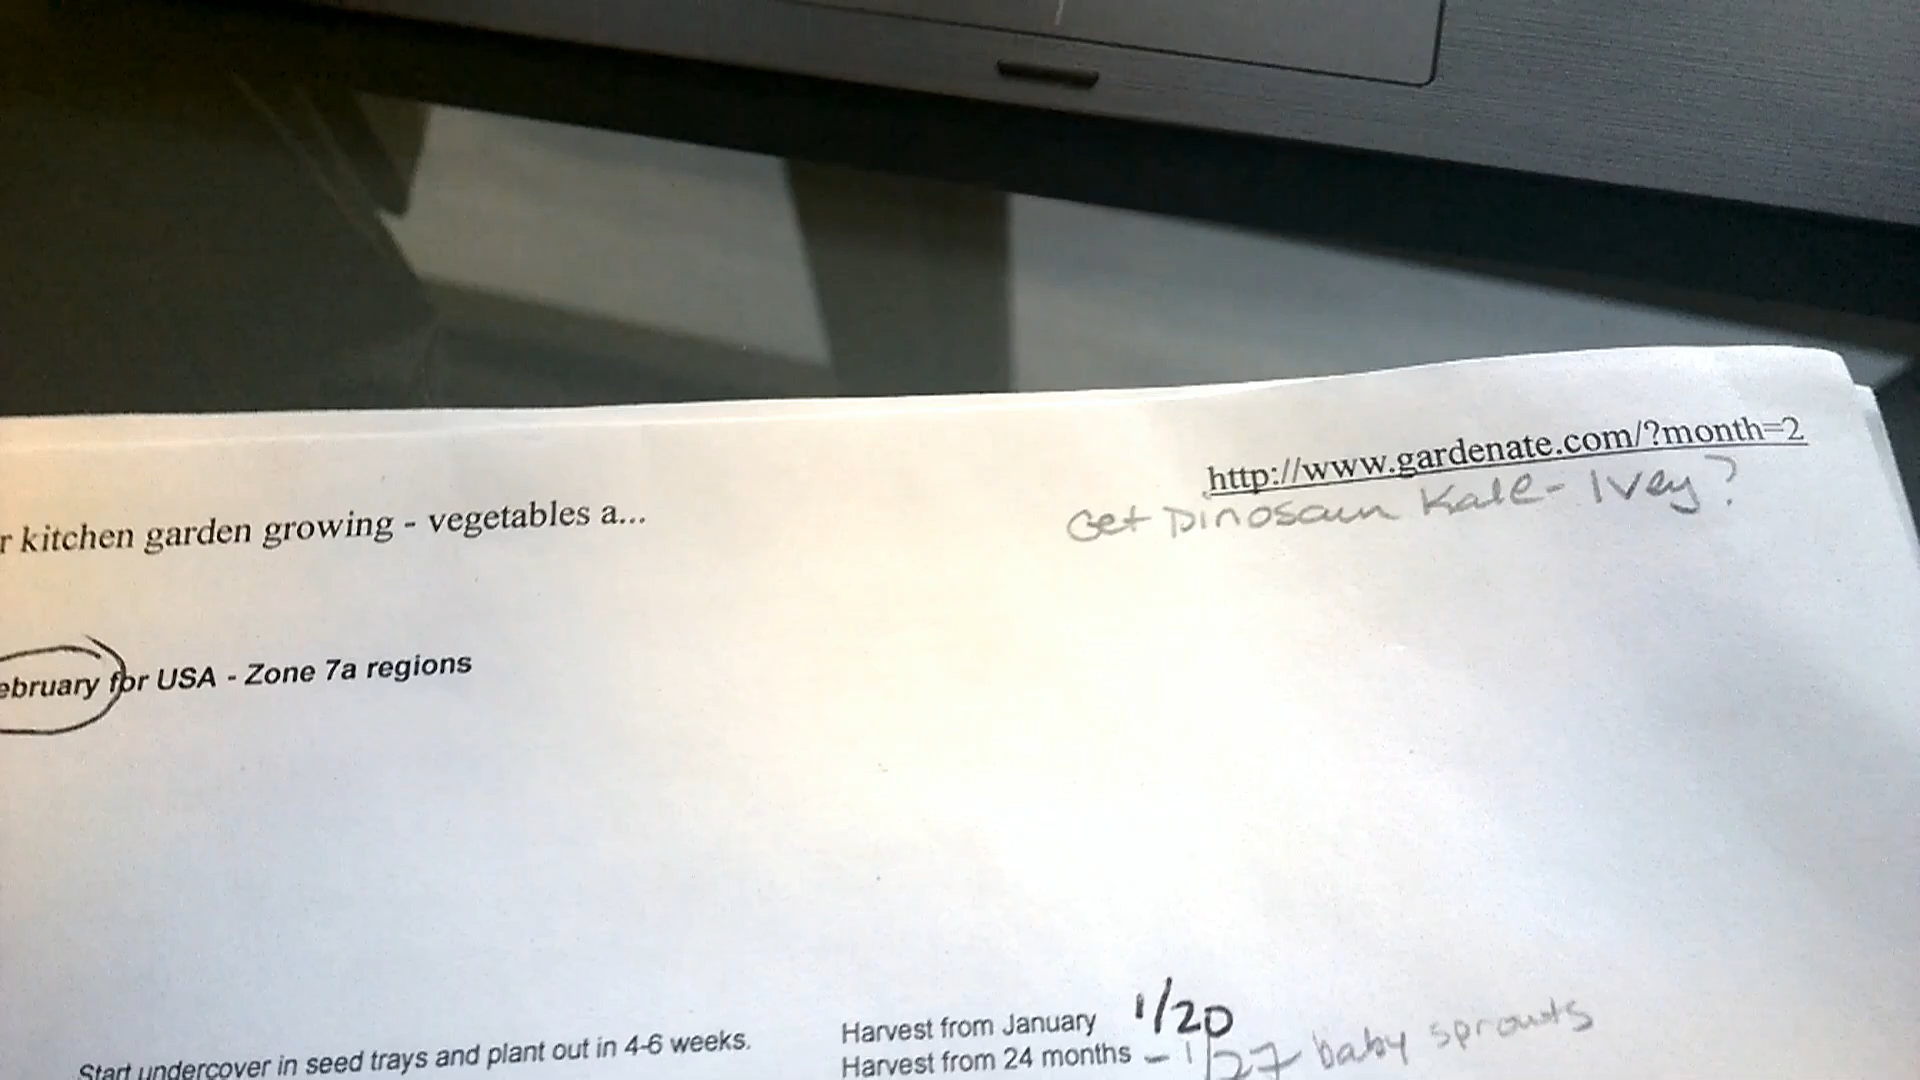 http://www.gardenate.com/?month=2
Get Dinosaur Kale - Ivey?
r kitchen garden growing - vegetables a...
ebruary for USA - Zone 7a regions
Harvest from January 1/20
Start undercover in seed trays and plant out in 4-6 weeks. Harvest from 24 months - 1/27 baby sprouts